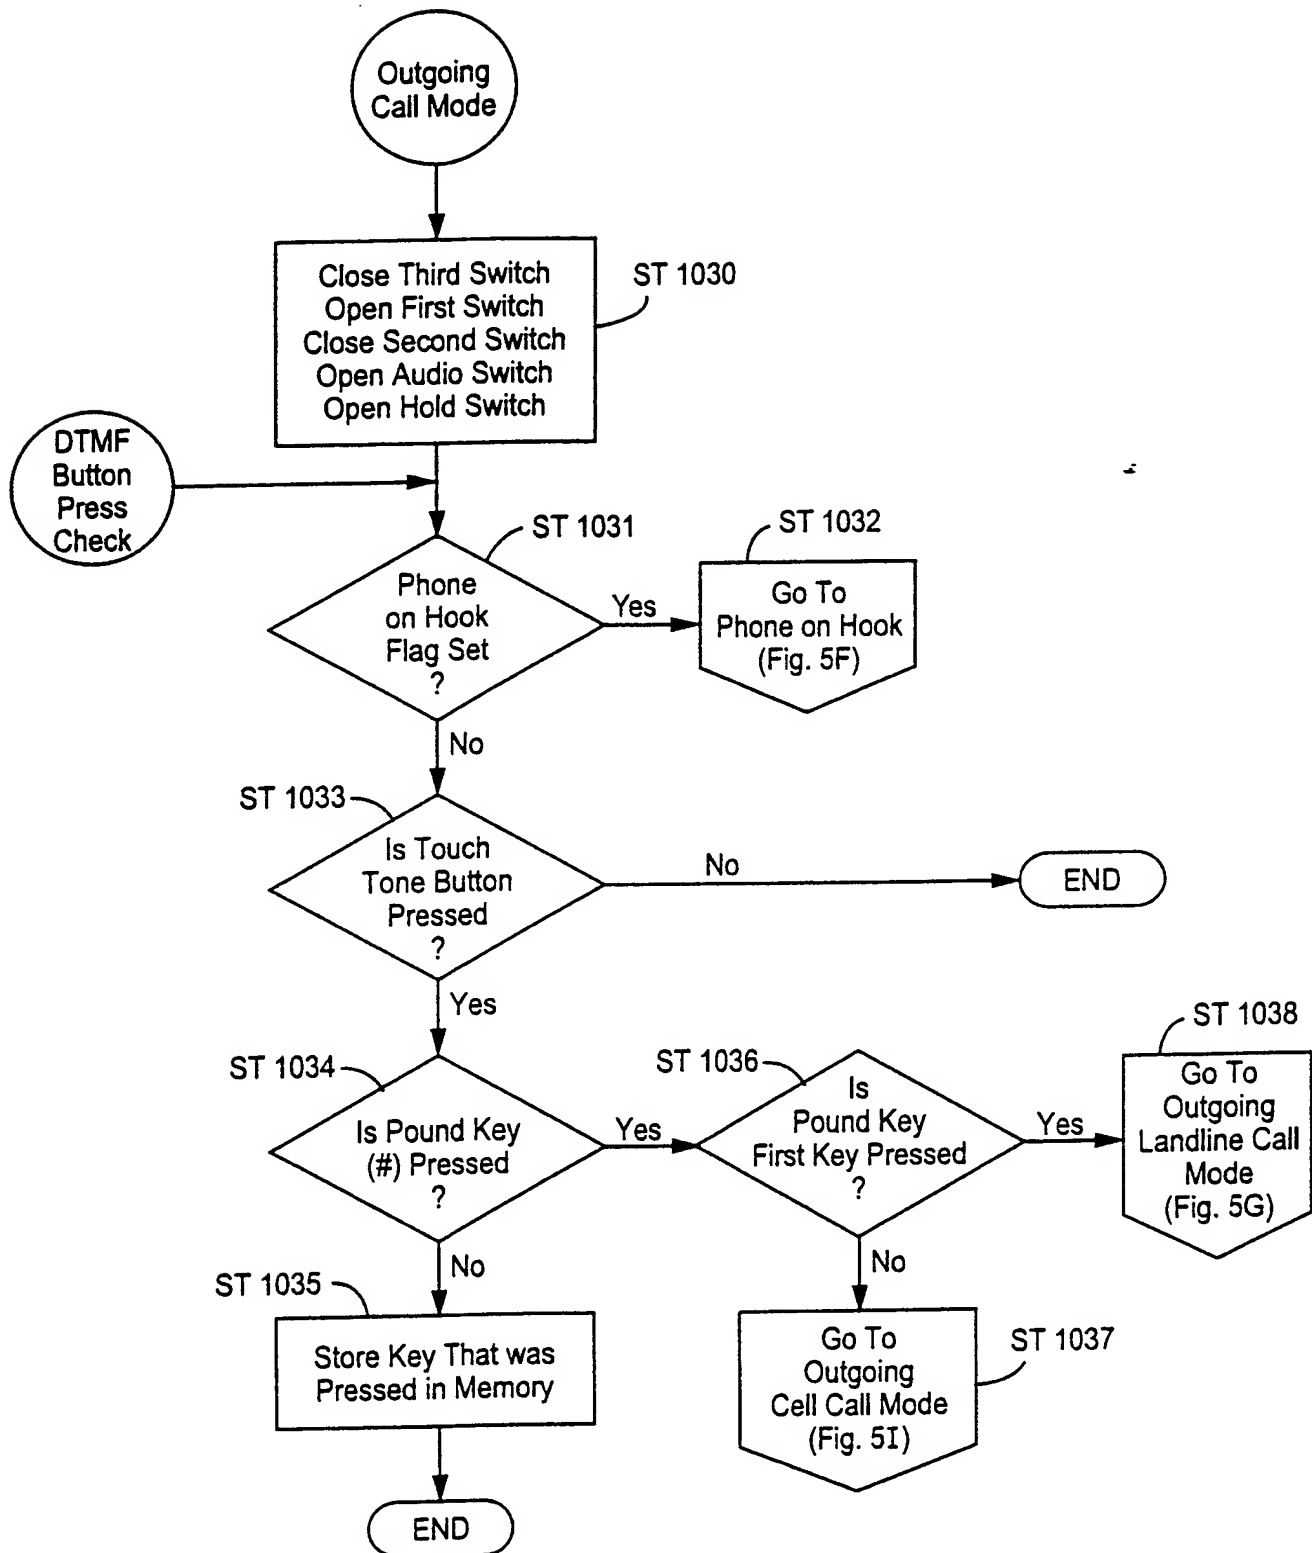 Outgoing
Call Mode
Close Third Switch
Open First Switch
Close Second Switch
Open Audio Switch
Open Hold Switch
ST 1030
DTMF
Button
Press
Check
ST 1031
Phone
on Hook
Flag Set
?
Yes
ST 1032
Go To
Phone on Hook
(Fig. 5F)
No
ST 1033
Is Touch
Tone Button
Pressed
?
No
END
Yes
ST 1034
Is Pound Key
(#) Pressed
?
Yes
ST 1036
Is
Pound Key
First Key Pressed
?
Yes
ST 1038
Go To
Outgoing
Landline Call
Mode
(Fig. 5G)
No
ST 1035
Store Key That was
Pressed in Memory
No
Go To
Outgoing
Cell Call Mode
(Fig. 5I)
ST 1037
END